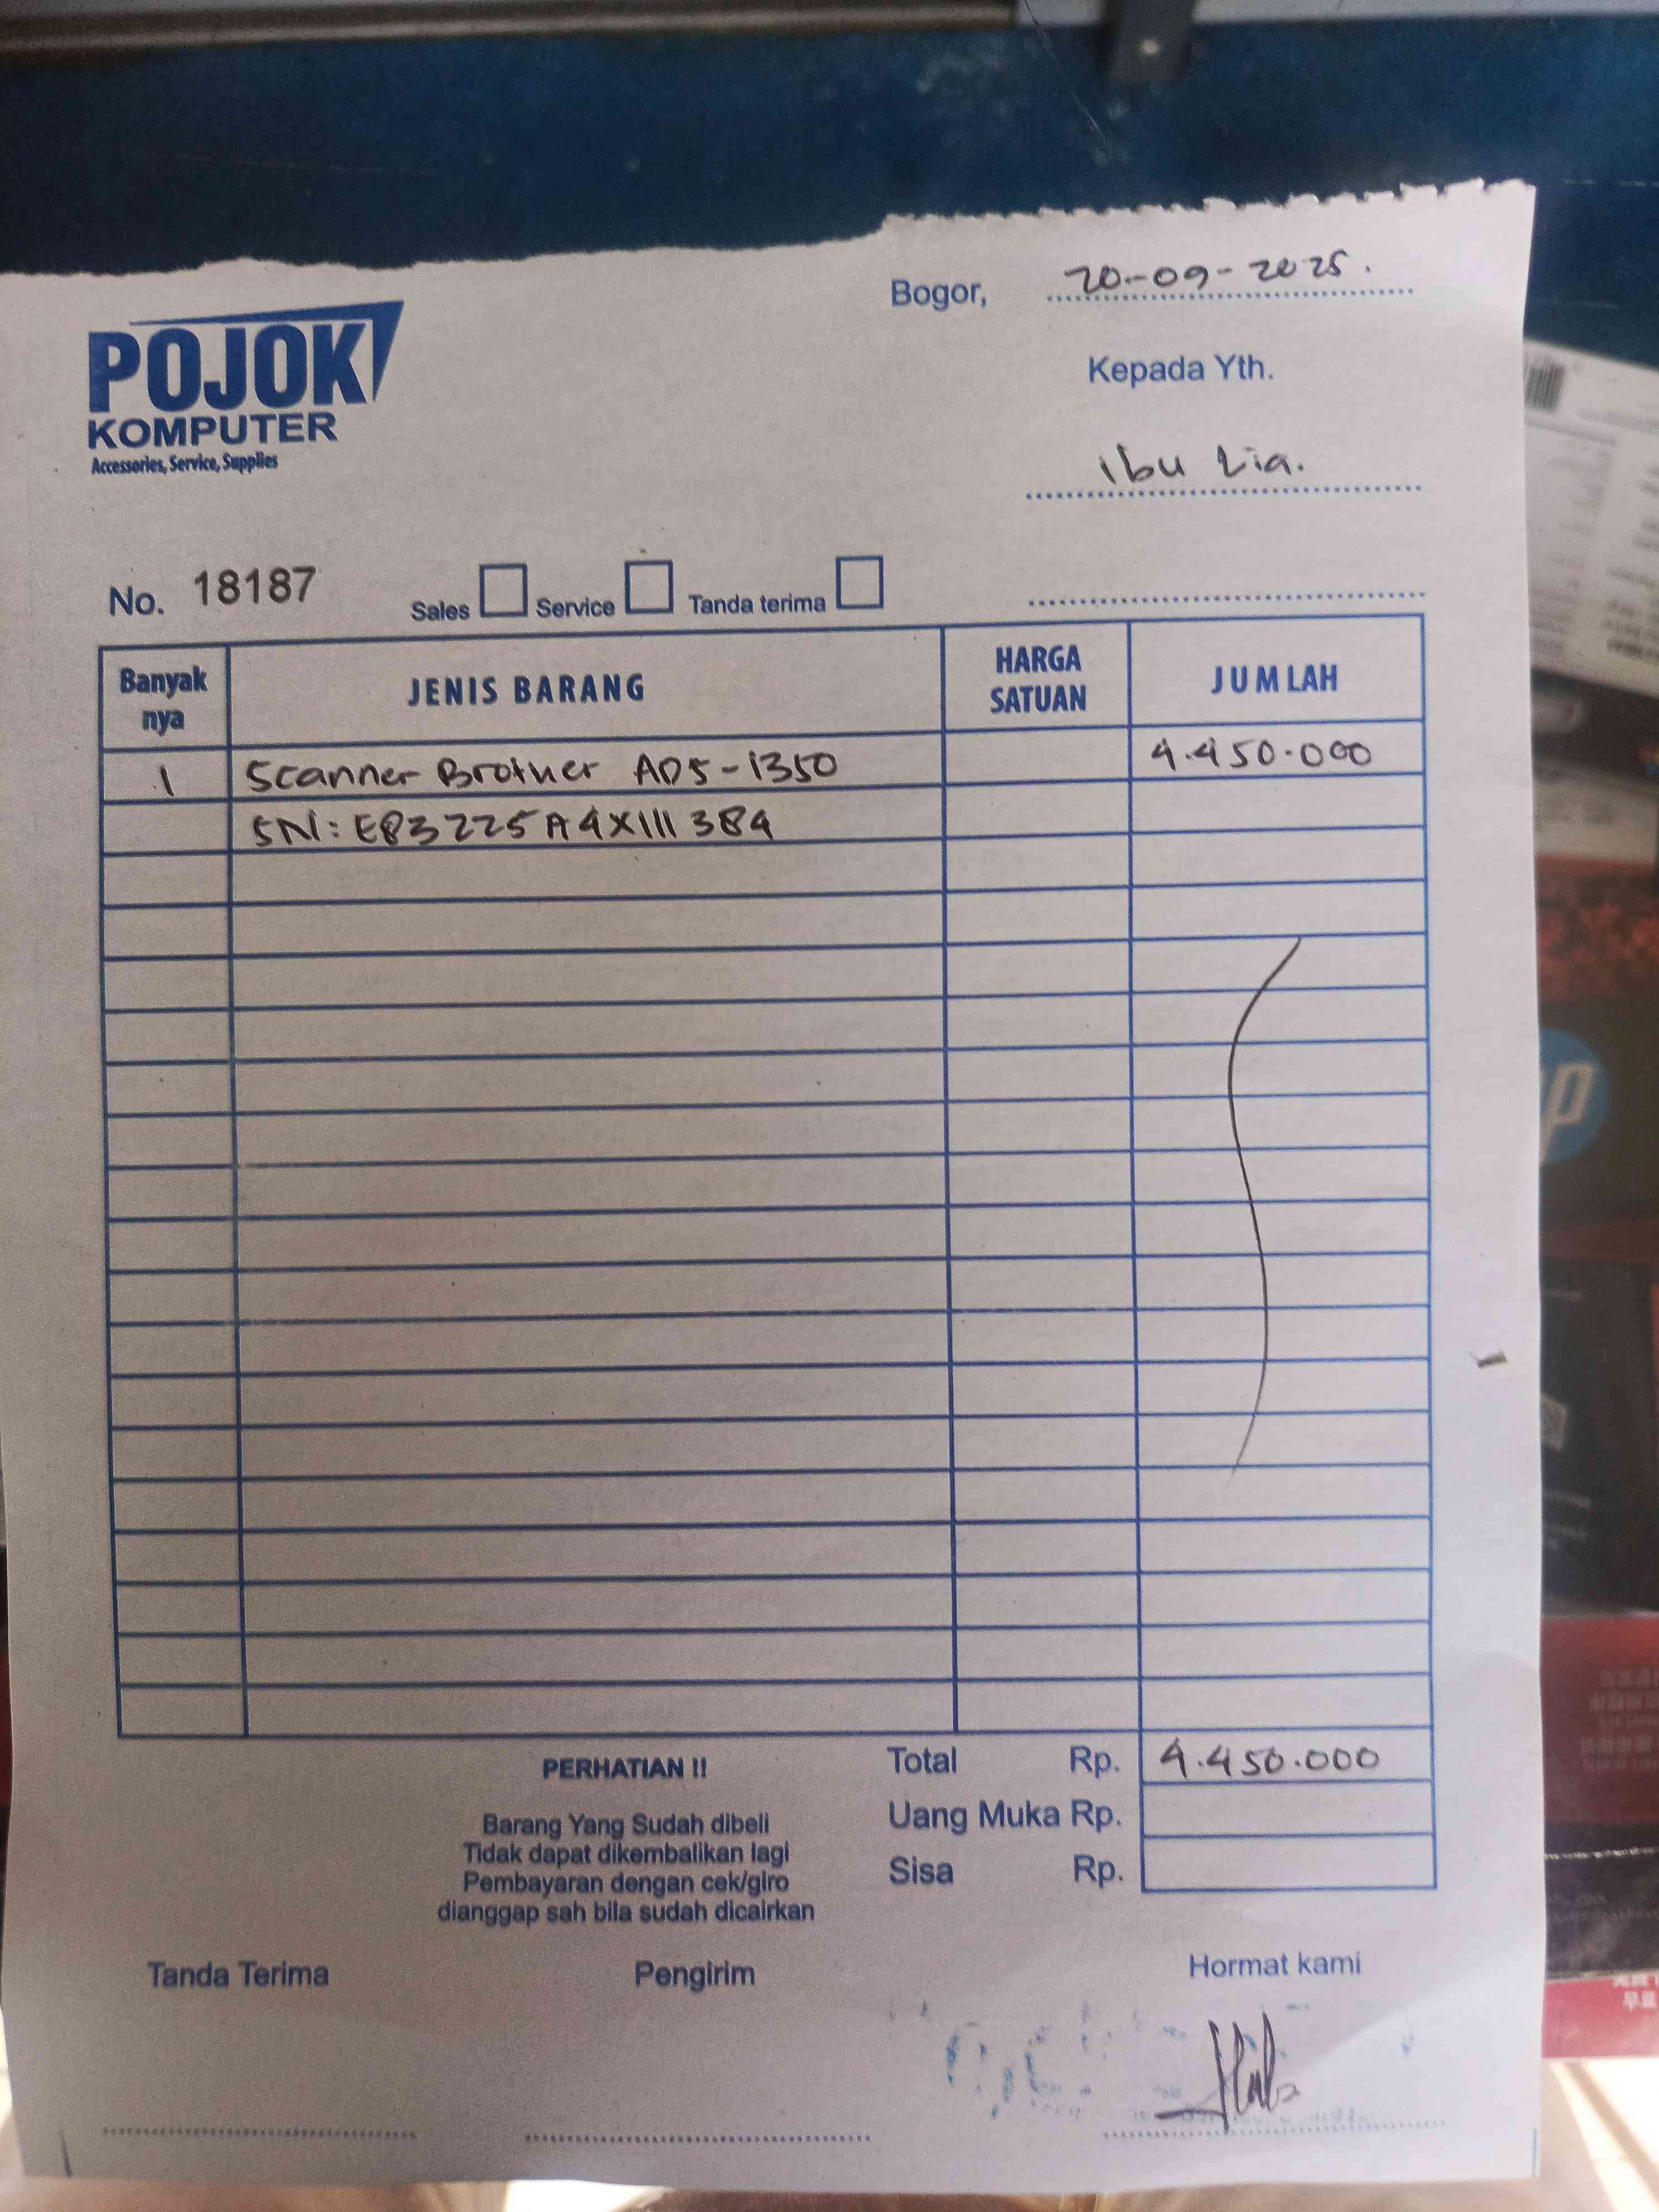 Bogor, 20-09-2025.
POJOK
KOMPUTER
Accessories, Service, Supplies
Kepada Yth.
Ibu Lia.
No. 18187
Sales Service Tanda terima
Banyak nya JENIS BARANG HARGA SATUAN JUMLAH
1 Scanner Brother ADS-1350 4.450.000
SN: E83225A4X111384
PERHATIAN !!
Barang Yang Sudah dibeli
Tidak dapat dikembalikan lagi
Pembayaran dengan cek/giro
dianggap sah bila sudah dicairkan
Total Rp. 4.450.000
Uang Muka Rp.
Sisa Rp.
Tanda Terima Pengirim Hormat kami
hp